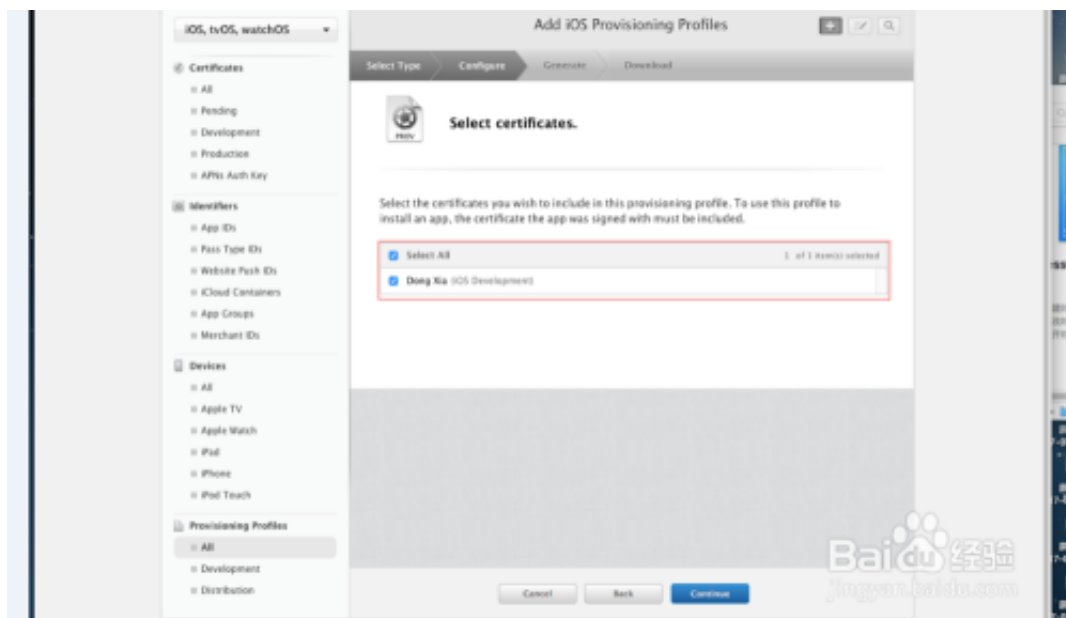 iOS, tvOS, watchOS
Add iOS Provisioning Profiles
Certificates
All
Pending
Development
Production
APNs Auth Key
Identifiers
App IDs
Pass Type IDs
Website Push IDs
iCloud Containers
App Groups
Merchant IDs
Devices
All
Apple TV
Apple Watch
iPad
iPhone
iPod Touch
Provisioning Profiles
All
Development
Distribution
Select Type
Configure
Generate
Download
PROV
Select certificates.
Select the certificates you wish to include in this provisioning profile. To use this profile to
install an app, the certificate the app was signed with must be included.
Select All
1 of 1 item(s) selected
Dong Xia (iOS Development)
Cancel
Back
Continue
Baidu 经验
jingyan.baidu.com